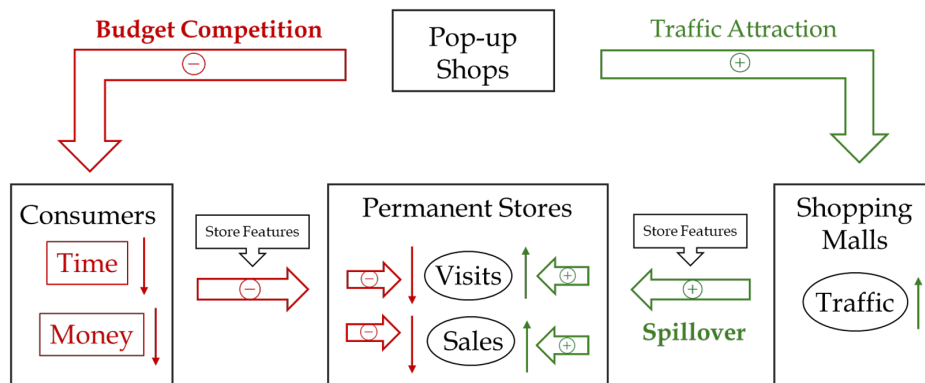 Budget Competition
Pop-up
Shops
Traffic Attraction
−
+
Consumers
Time
Money
Store Features
−
Permanent Stores
−
Visits
+
−
Sales
+
Store Features
+
Spillover
Shopping
Malls
Traffic